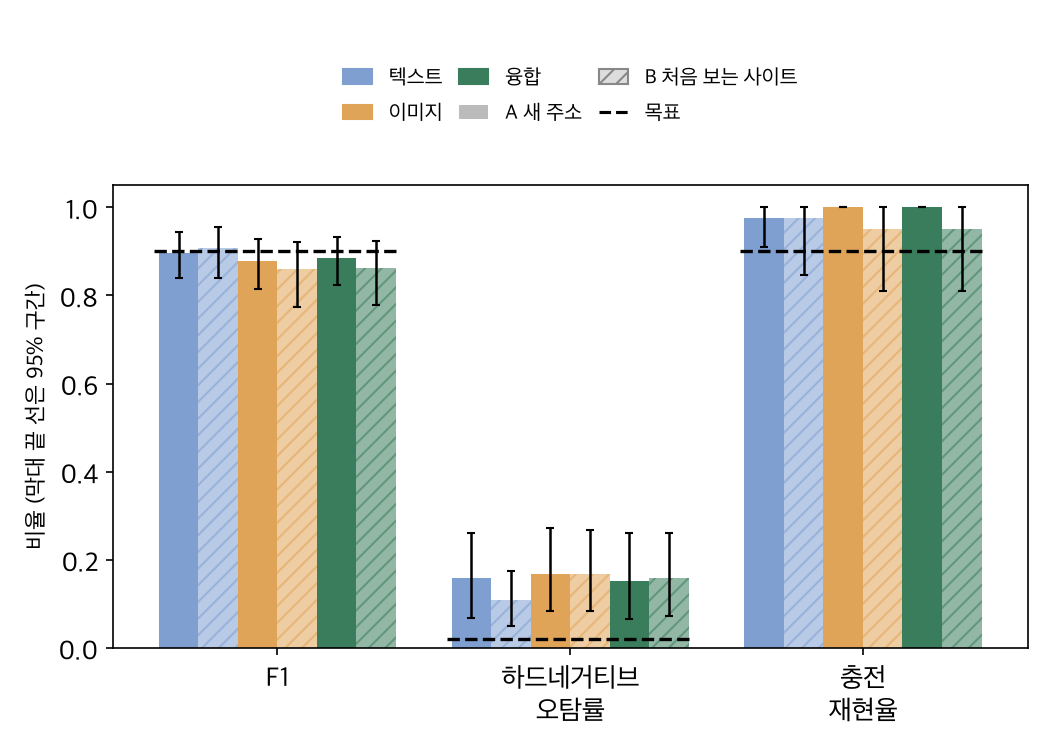 텍스트
이미지
융합
A 새 주소
B 처음 보는 사이트
목표
비율 (막대 끝 선은 95% 구간)
1.0
0.8
0.6
0.4
0.2
0.0
F1
하드네거티브
오탐률
충전
재현율